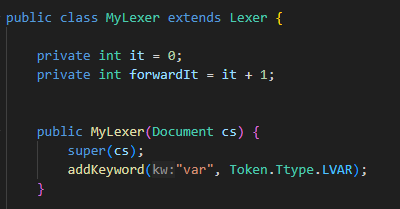 public class MyLexer extends Lexer {
private int it = 0;
private int forwardIt = it + 1;
public MyLexer(Document cs) {
super(cs);
addKeyword(kw:"var", Token.Ttype.LVAR);
}